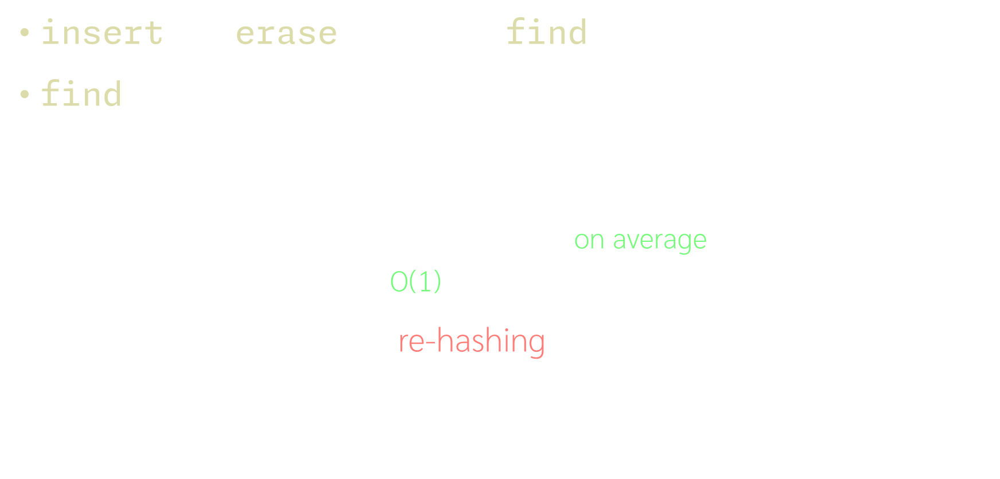 • insert erase find
• find
on average
O(1)
re-hashing